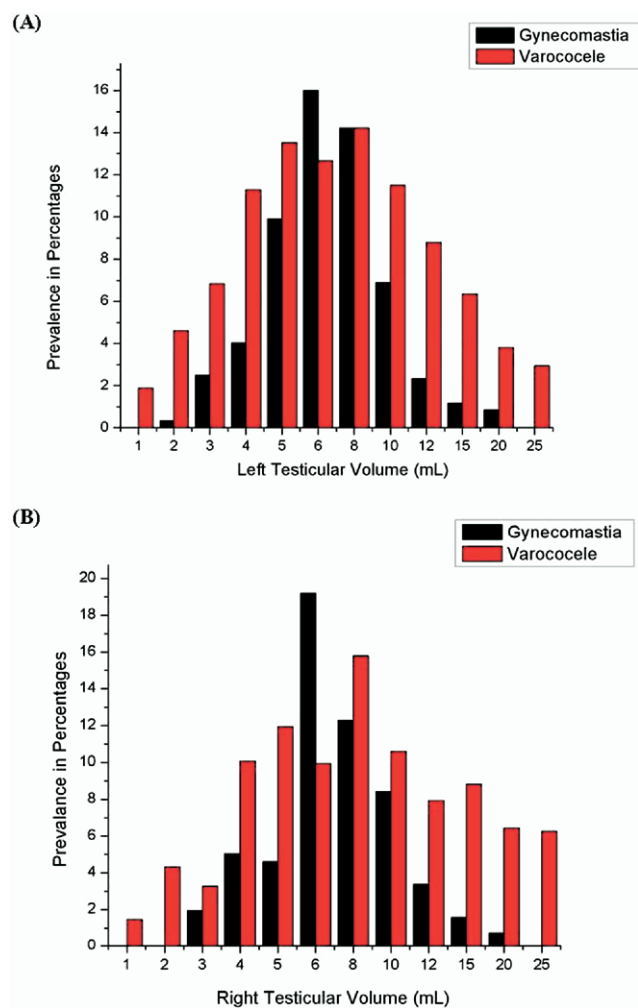 (A)
Gynecomastia
Varococele
Prevalence in Percentages
16
14
12
10
8
6
4
2
0
1 2 3 4 5 6 8 10 12 15 20 25
Left Testicular Volume (mL)
(B)
Gynecomastia
Varococele
Prevalance in Percentages
20
18
16
14
12
10
8
6
4
2
0
1 2 3 4 5 6 8 10 12 15 20 25
Right Testicular Volume (mL)